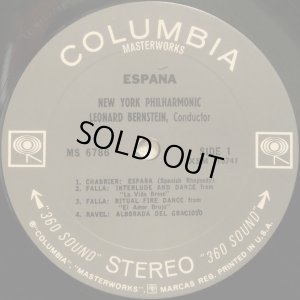 COLUMBIA
MASTERWORKS
ESPAÑA
NEW YORK PHILHARMONIC
LEONARD BERNSTEIN, Conductor
SOLD OUT
MS 6786
SIDE 1
1. CHABRIER: ESPAÑA (Spanish Rhapsody)
2. FALLA: INTERLUDE AND DANCE from
"La Vida Breve"
3. FALLA: RITUAL FIRE DANCE from
"El Amor Brujo"
4. RAVEL: ALBORADA DEL GRACIOSO
"360 SOUND" STEREO "360 SOUND"
® "COLUMBIA", "MASTERWORKS", MARCAS REG. PRINTED IN U.S.A.